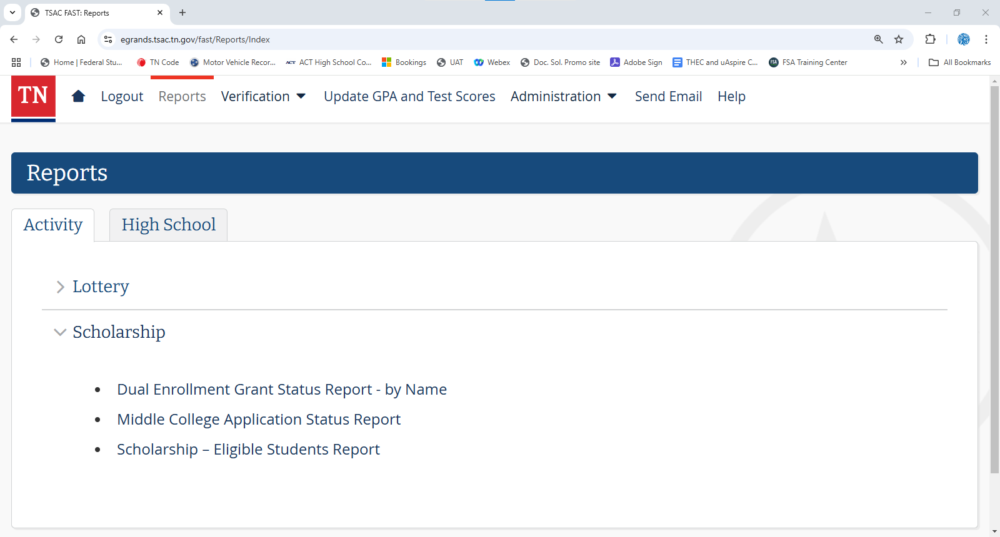 TSAC FAST: Reports
egrands.tsac.tn.gov/fast/Reports/Index
Home | Federal Stu...
TN Code
Motor Vehicle Recor...
ACT ACT High School Co...
Bookings
UAT
Webex
Doc. Sol. Promo site
Adobe Sign
THEC and uAspire C...
FSA FSA Training Center
All Bookmarks
TN
Logout
Reports
Verification
Update GPA and Test Scores
Administration
Send Email
Help
Reports
Activity
High School
Lottery
Scholarship
Dual Enrollment Grant Status Report - by Name
Middle College Application Status Report
Scholarship – Eligible Students Report